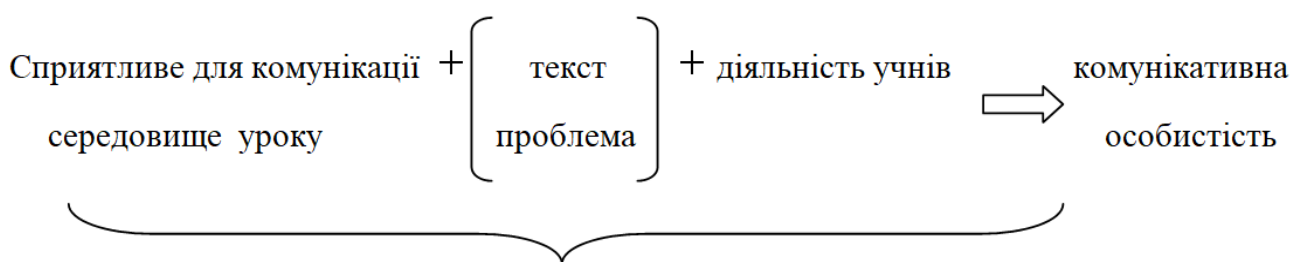 Сприятливе для комунікації + текст + діяльність учнів комунікативна
середовище уроку проблема особистість